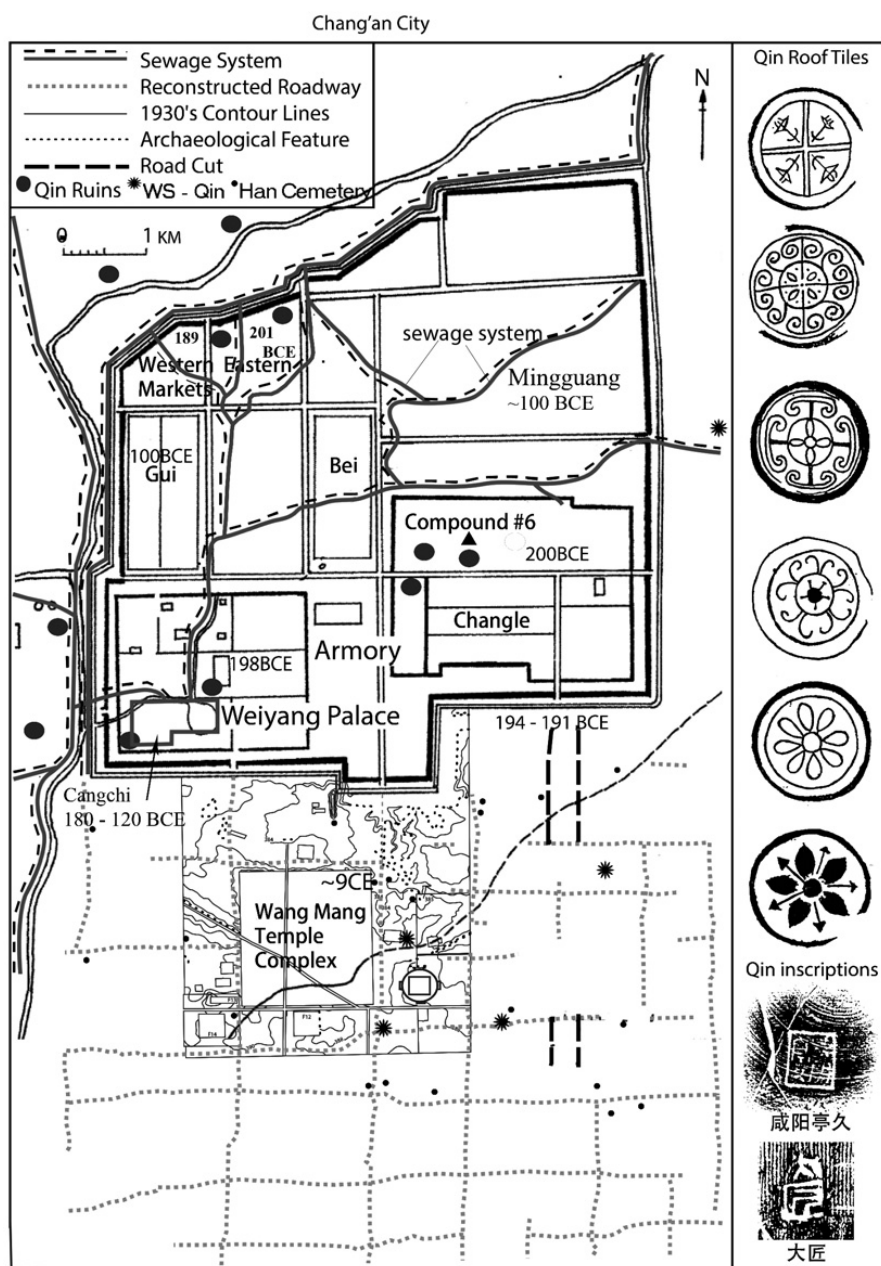 Chang'an City
Sewage System
Reconstructed Roadway
1930's Contour Lines
Archaeological Feature
Road Cut
Qin Ruins WS - Qin Han Cemetery
0 1 KM
N
189
201
BCE
Western Eastern
Markets
sewage system
Mingguang
~100 BCE
100BCE
Gui
Bei
Compound #6
200BCE
Changle
Armory
198BCE
Weiyang Palace
194 - 191 BCE
Cangchi
180 - 120 BCE
~9CE
Wang Mang
Temple
Complex
F14
F12
Qin Roof Tiles
Qin inscriptions
咸阳亭久
大匠